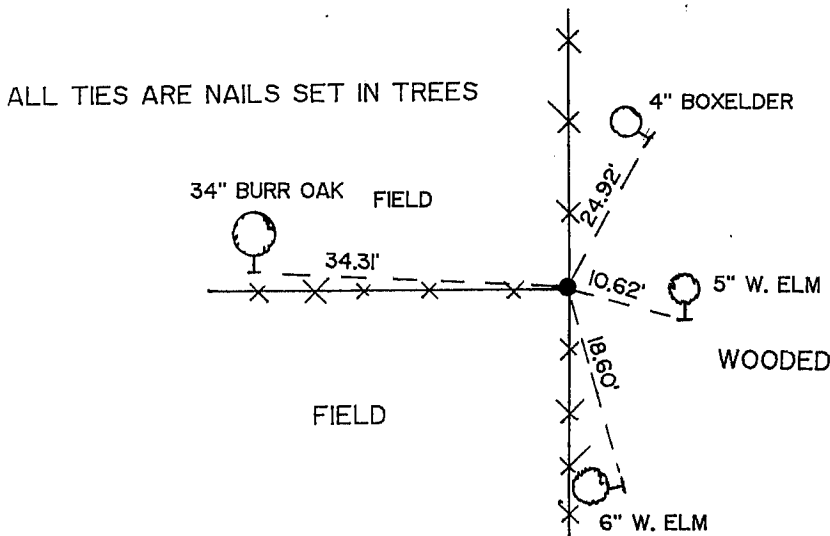 ALL TIES ARE NAILS SET IN TREES
4" BOXELDER
34" BURR OAK
FIELD
24.92'
34.31'
10.62'
5" W. ELM
WOODED
18.60'
FIELD
6" W. ELM